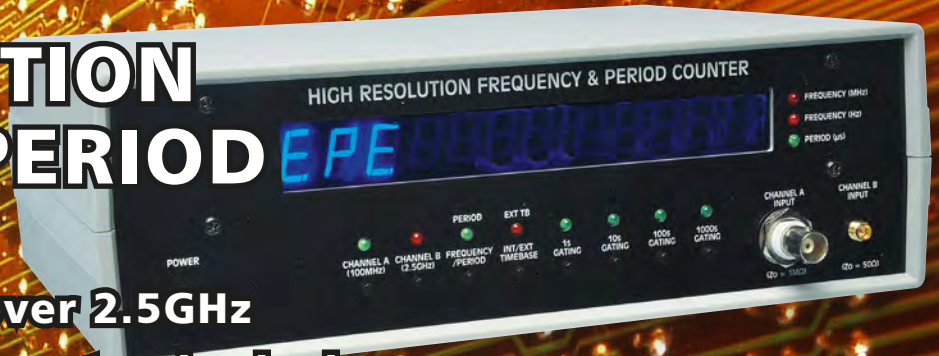 TION
PERIOD
HIGH RESOLUTION FREQUENCY & PERIOD COUNTER
EPE
FREQUENCY (MHz)
FREQUENCY (Hz)
PERIOD (µs)
POWER
CHANNEL A
(100MHz)
CHANNEL B
(2.5GHz)
PERIOD
FREQUENCY
/PERIOD
EXT TB
INT/EXT
TIMEBASE
1s
GATING
10s
GATING
100s
GATING
1000s
GATING
CHANNEL A
INPUT
(Zo = 1MΩ)
CHANNEL B
INPUT
(Zo = 50Ω)
ver 2.5GHz